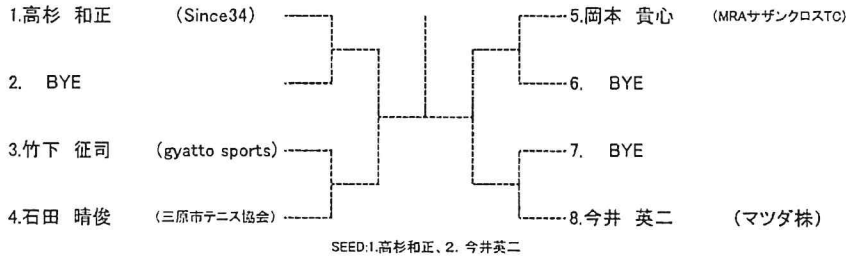 1.高杉 和正 (Since34)
2. BYE
3.竹下 征司 (gyatto sports)
4.石田 晴俊 (三原市テニス協会)
5.岡本 貴心 (MRAサザンクロスTC)
6. BYE
7. BYE
8.今井 英二 (マツダ株)
SEED:1.高杉和正、2. 今井英二